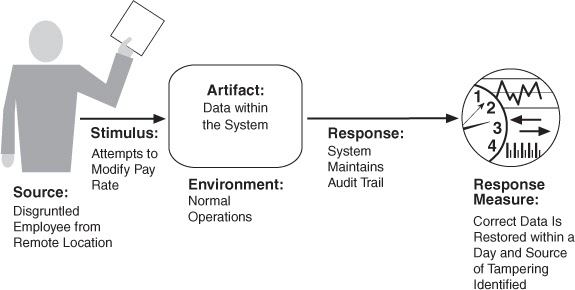 Artifact:
Data within
the System
Stimulus:
Attempts to
Modify Pay
Rate
Source:
Disgruntled
Employee from
Remote Location
Environment:
Normal
Operations
Response:
System
Maintains
Audit Trail
1
2
3
4
Response
Measure:
Correct Data Is
Restored within a
Day and Source
of Tampering
Identified